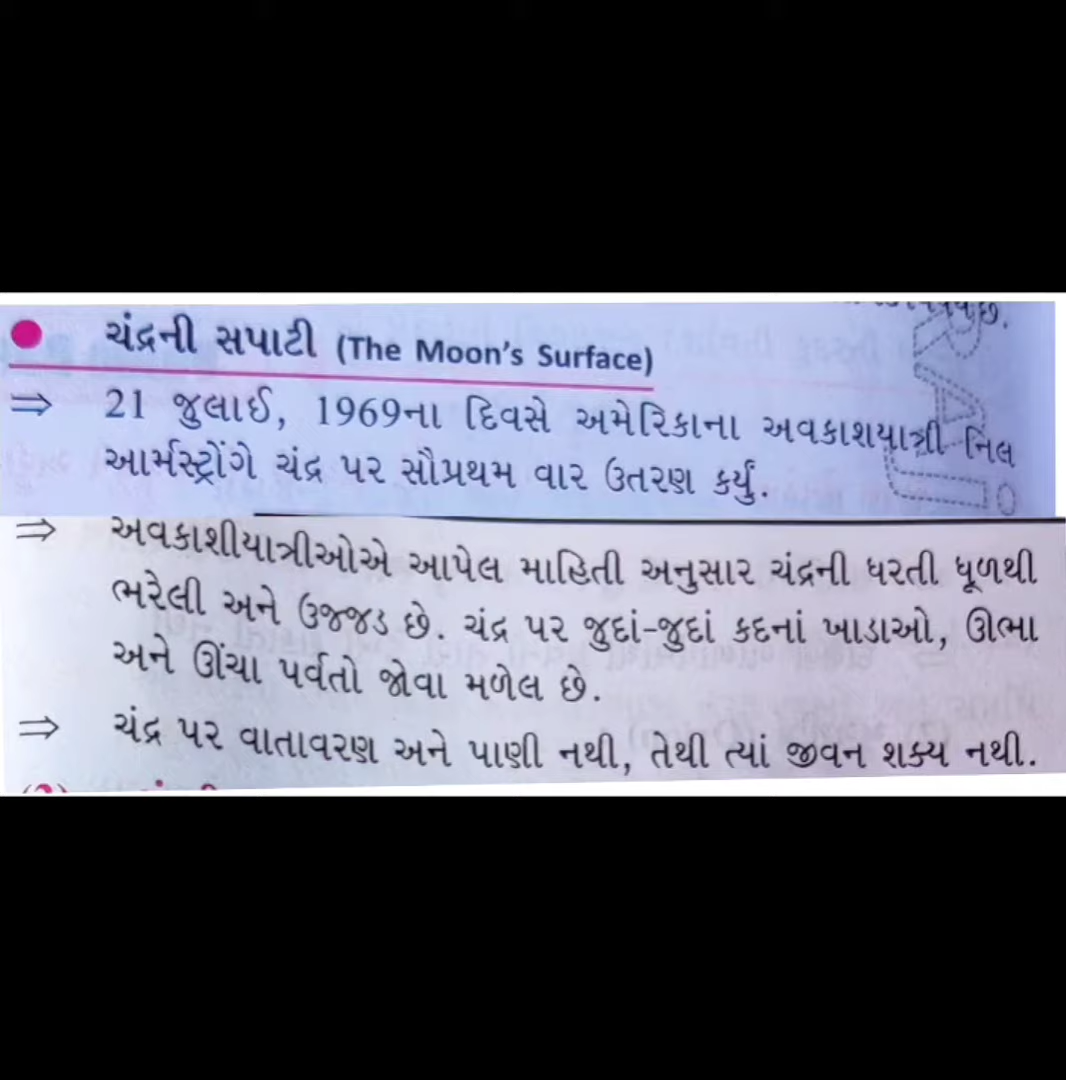 ચંદ્રની સપાટી (The Moon's Surface)
⇒ 21 જુલાઈ, 1969ના દિવસે અમેરિકાના અવકાશયાત્રી નિલ
આર્મસ્ટ્રોંગે ચંદ્ર પર સૌપ્રથમ વાર ઉતરણ કર્યું.
⇒ અવકાશીયાત્રીઓએ આપેલ માહિતી અનુસાર ચંદ્રની ધરતી ધૂળથી
ભરેલી અને ઉજ્જડ છે. ચંદ્ર પર જુદાં-જુદાં કદનાં ખાડાઓ, ઊભા
અને ઊંચા પર્વતો જોવા મળેલ છે.
⇒ ચંદ્ર પર વાતાવરણ અને પાણી નથી, તેથી ત્યાં જીવન શક્ય નથી.